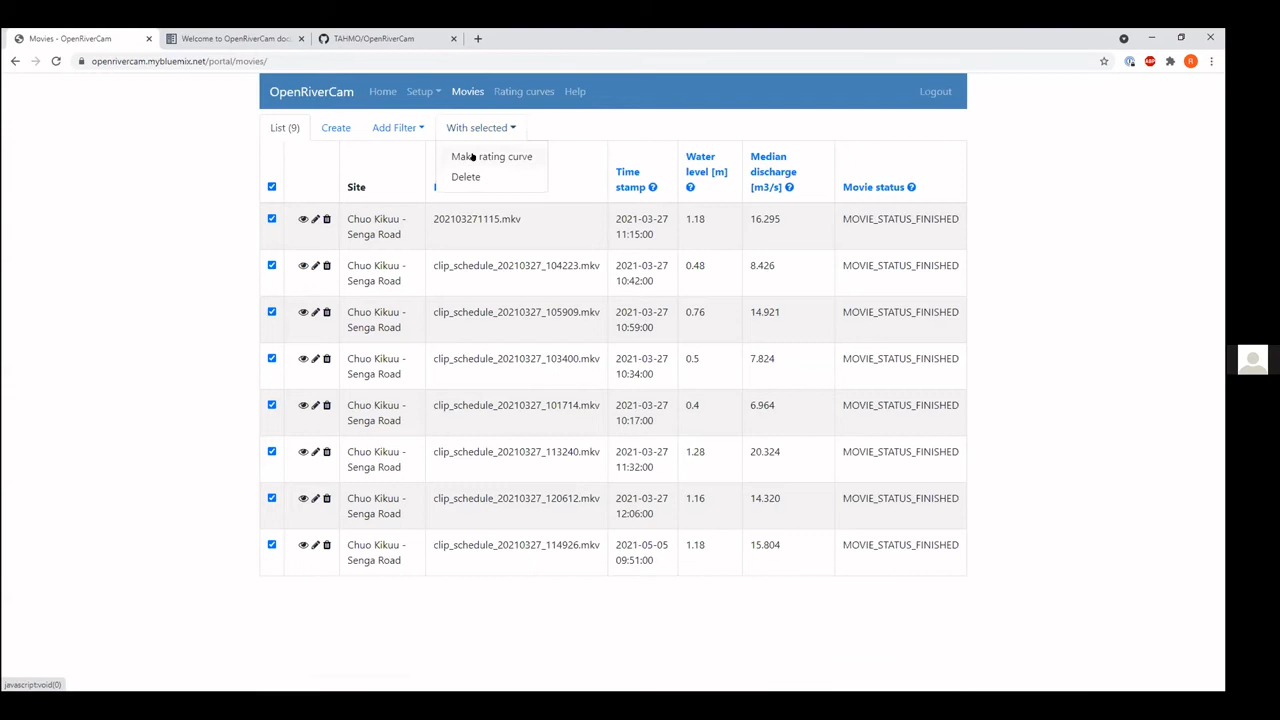 Movies - OpenRiverCam
Welcome to OpenRiverCam doc
TAHMO/OpenRiverCam
openrivercam.mybluemix.net/portal/movies/
ABP
R
OpenRiverCam Home Setup Movies Rating curves Help Logout
List (9) Create Add Filter With selected
Make rating curve
Delete
Site Time stamp Water level [m] Median discharge [m3/s] Movie status
Chuo Kikuu - 202103271115.mkv 2021-03-27 1.18 16.295 MOVIE_STATUS_FINISHED
Senga Road 11:15:00
Chuo Kikuu - clip_schedule_20210327_104223.mkv 2021-03-27 0.48 8.426 MOVIE_STATUS_FINISHED
Senga Road 10:42:00
Chuo Kikuu - clip_schedule_20210327_105909.mkv 2021-03-27 0.76 14.921 MOVIE_STATUS_FINISHED
Senga Road 10:59:00
Chuo Kikuu - clip_schedule_20210327_103400.mkv 2021-03-27 0.5 7.824 MOVIE_STATUS_FINISHED
Senga Road 10:34:00
Chuo Kikuu - clip_schedule_20210327_101714.mkv 2021-03-27 0.4 6.964 MOVIE_STATUS_FINISHED
Senga Road 10:17:00
Chuo Kikuu - clip_schedule_20210327_113240.mkv 2021-03-27 1.28 20.324 MOVIE_STATUS_FINISHED
Senga Road 11:32:00
Chuo Kikuu - clip_schedule_20210327_120612.mkv 2021-03-27 1.16 14.320 MOVIE_STATUS_FINISHED
Senga Road 12:06:00
Chuo Kikuu - clip_schedule_20210327_114926.mkv 2021-05-05 1.18 15.804 MOVIE_STATUS_FINISHED
Senga Road 09:51:00
javascript:void(0)